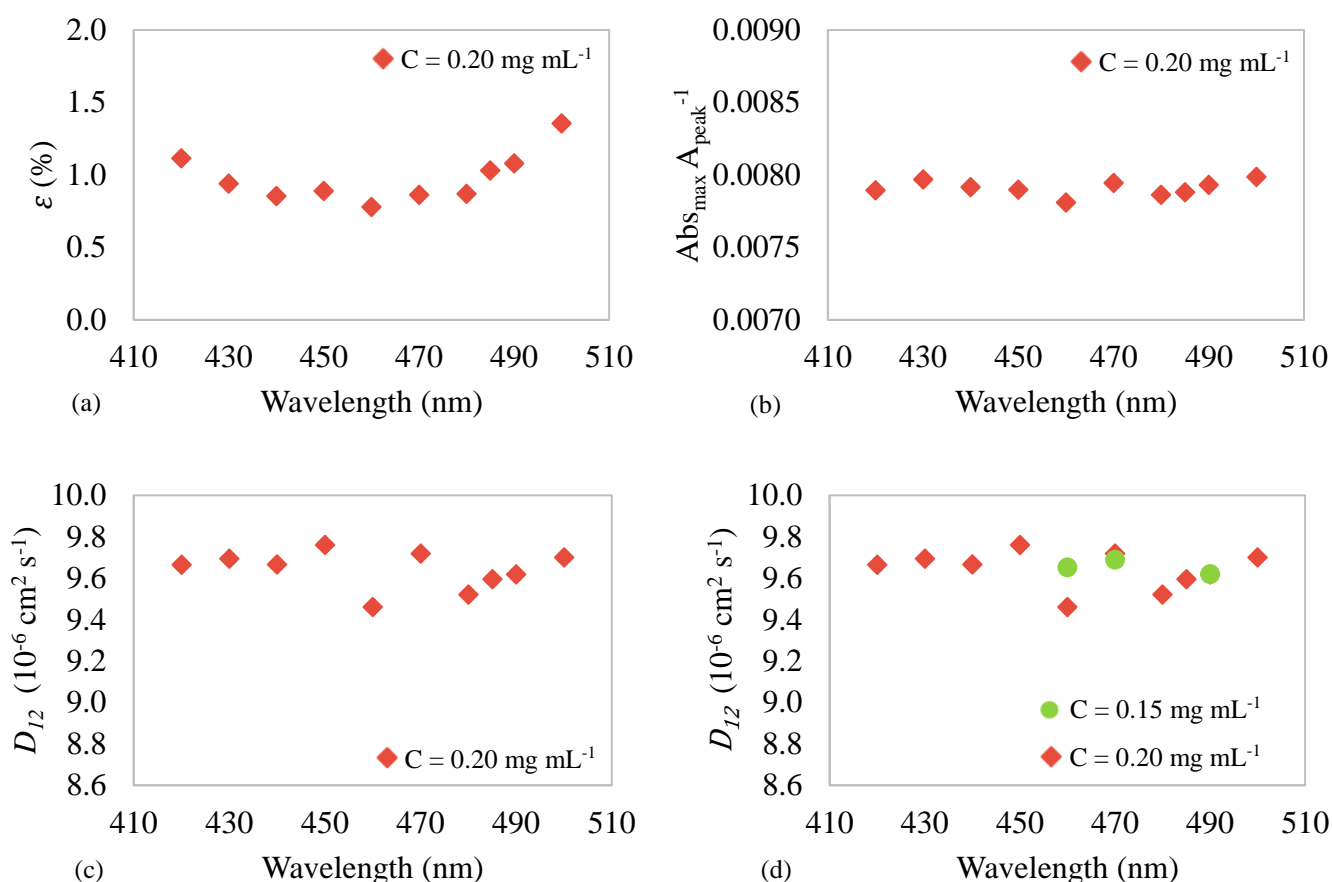 2.0
1.5
1.0
0.5
0.0
ε (%)
C = 0.20 mg mL⁻¹
410 430 450 470 490 510
(a) Wavelength (nm)
0.0090
0.0085
0.0080
0.0075
0.0070
Abs_max A_peak⁻¹
C = 0.20 mg mL⁻¹
410 430 450 470 490 510
(b) Wavelength (nm)
10.0
9.8
9.6
9.4
9.2
9.0
8.8
8.6
D₁₂ (10⁻⁶ cm² s⁻¹)
C = 0.20 mg mL⁻¹
410 430 450 470 490 510
(c) Wavelength (nm)
10.0
9.8
9.6
9.4
9.2
9.0
8.8
8.6
D₁₂ (10⁻⁶ cm² s⁻¹)
C = 0.15 mg mL⁻¹
C = 0.20 mg mL⁻¹
410 430 450 470 490 510
(d) Wavelength (nm)